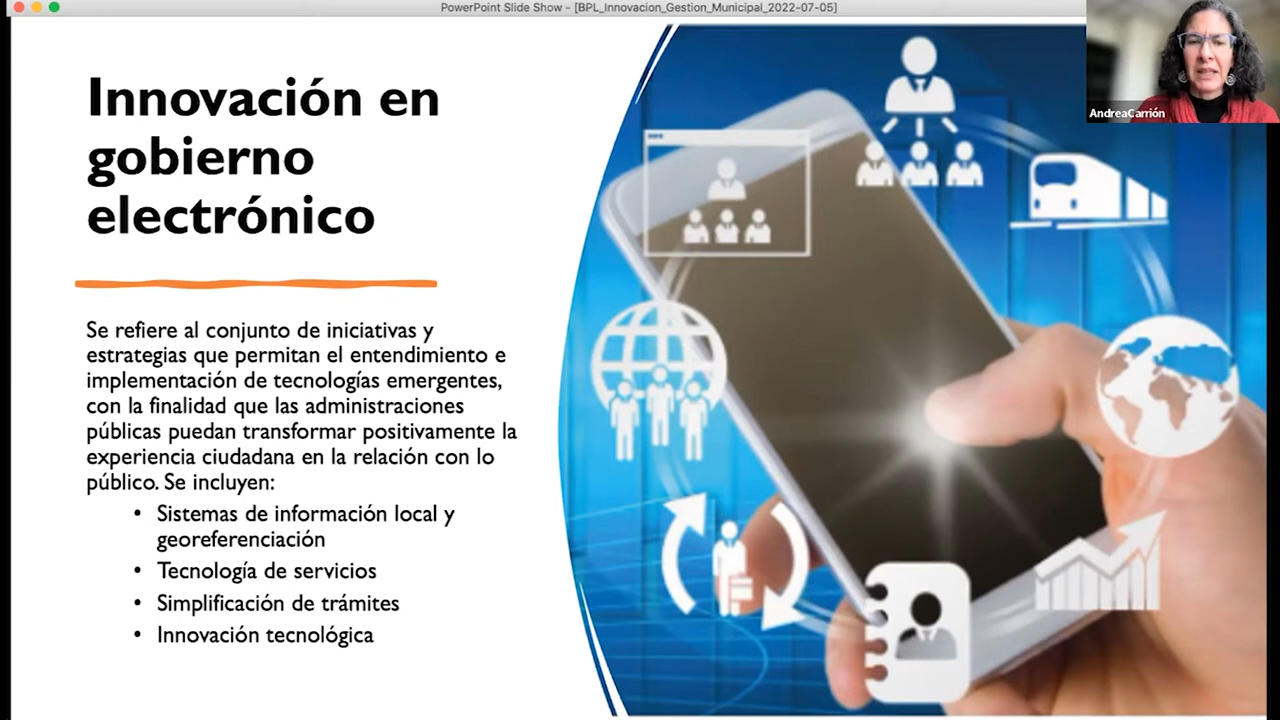 PowerPoint Slide Show - [BPL_Innovacion_Gestion_Municipal_2022-07-05]
AndreaCarrión
Innovación en
gobierno
electrónico
Se refiere al conjunto de iniciativas y
estrategias que permitan el entendimiento e
implementación de tecnologías emergentes,
con la finalidad que las administraciones
públicas puedan transformar positivamente la
experiencia ciudadana en la relación con lo
público. Se incluyen:
• Sistemas de información local y
georeferenciación
• Tecnología de servicios
• Simplificación de trámites
• Innovación tecnológica